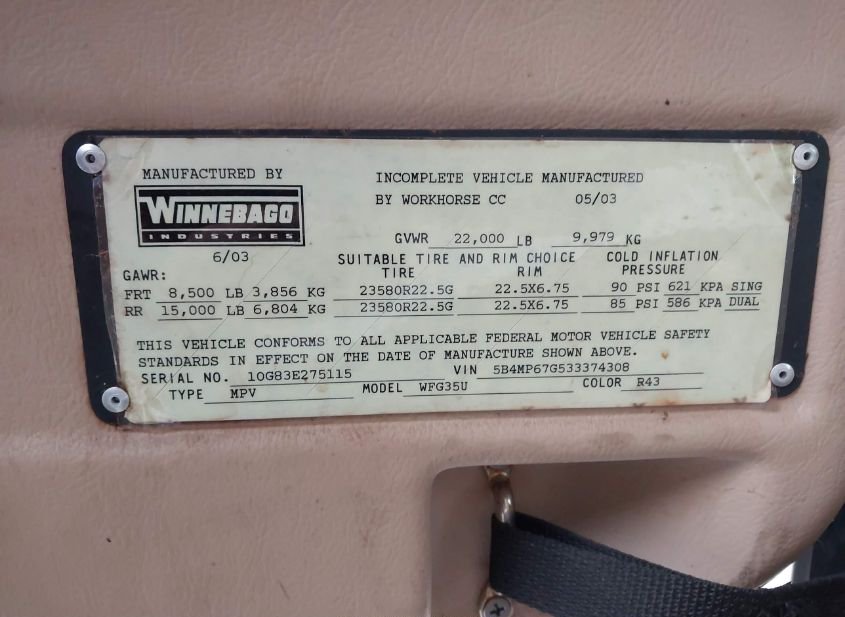 MANUFACTURED BY
WINNEBAGO
INDUSTRIES
6/03
INCOMPLETE VEHICLE MANUFACTURED
BY WORKHORSE CC 05/03
GVWR 22,000 LB 9,979 KG
SUITABLE TIRE AND RIM CHOICE COLD INFLATION
GAWR: TIRE RIM PRESSURE
FRT 8,500 LB 3,856 KG 23580R22.5G 22.5X6.75 90 PSI 621 KPA SING
RR 15,000 LB 6,804 KG 23580R22.5G 22.5X6.75 85 PSI 586 KPA DUAL
THIS VEHICLE CONFORMS TO ALL APPLICABLE FEDERAL MOTOR VEHICLE SAFETY
STANDARDS IN EFFECT ON THE DATE OF MANUFACTURE SHOWN ABOVE.
SERIAL NO. 10G83E275115 VIN 5B4MP67G533374308
TYPE MPV MODEL WFG35U COLOR R43